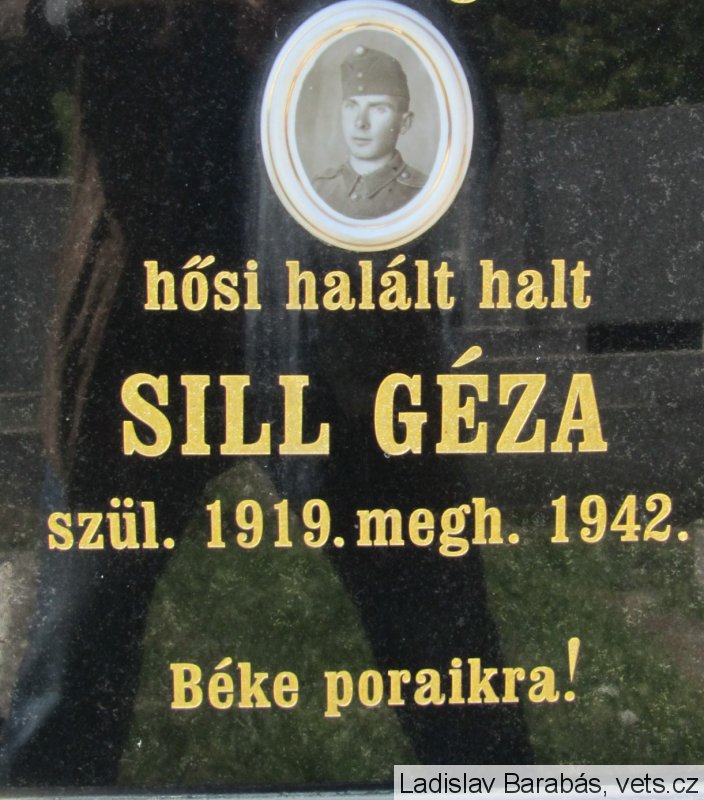 hősi halált halt
SILL GÉZA
szül. 1919. megh. 1942.
Béke poraikra!
Ladislav Barabás, vets.cz